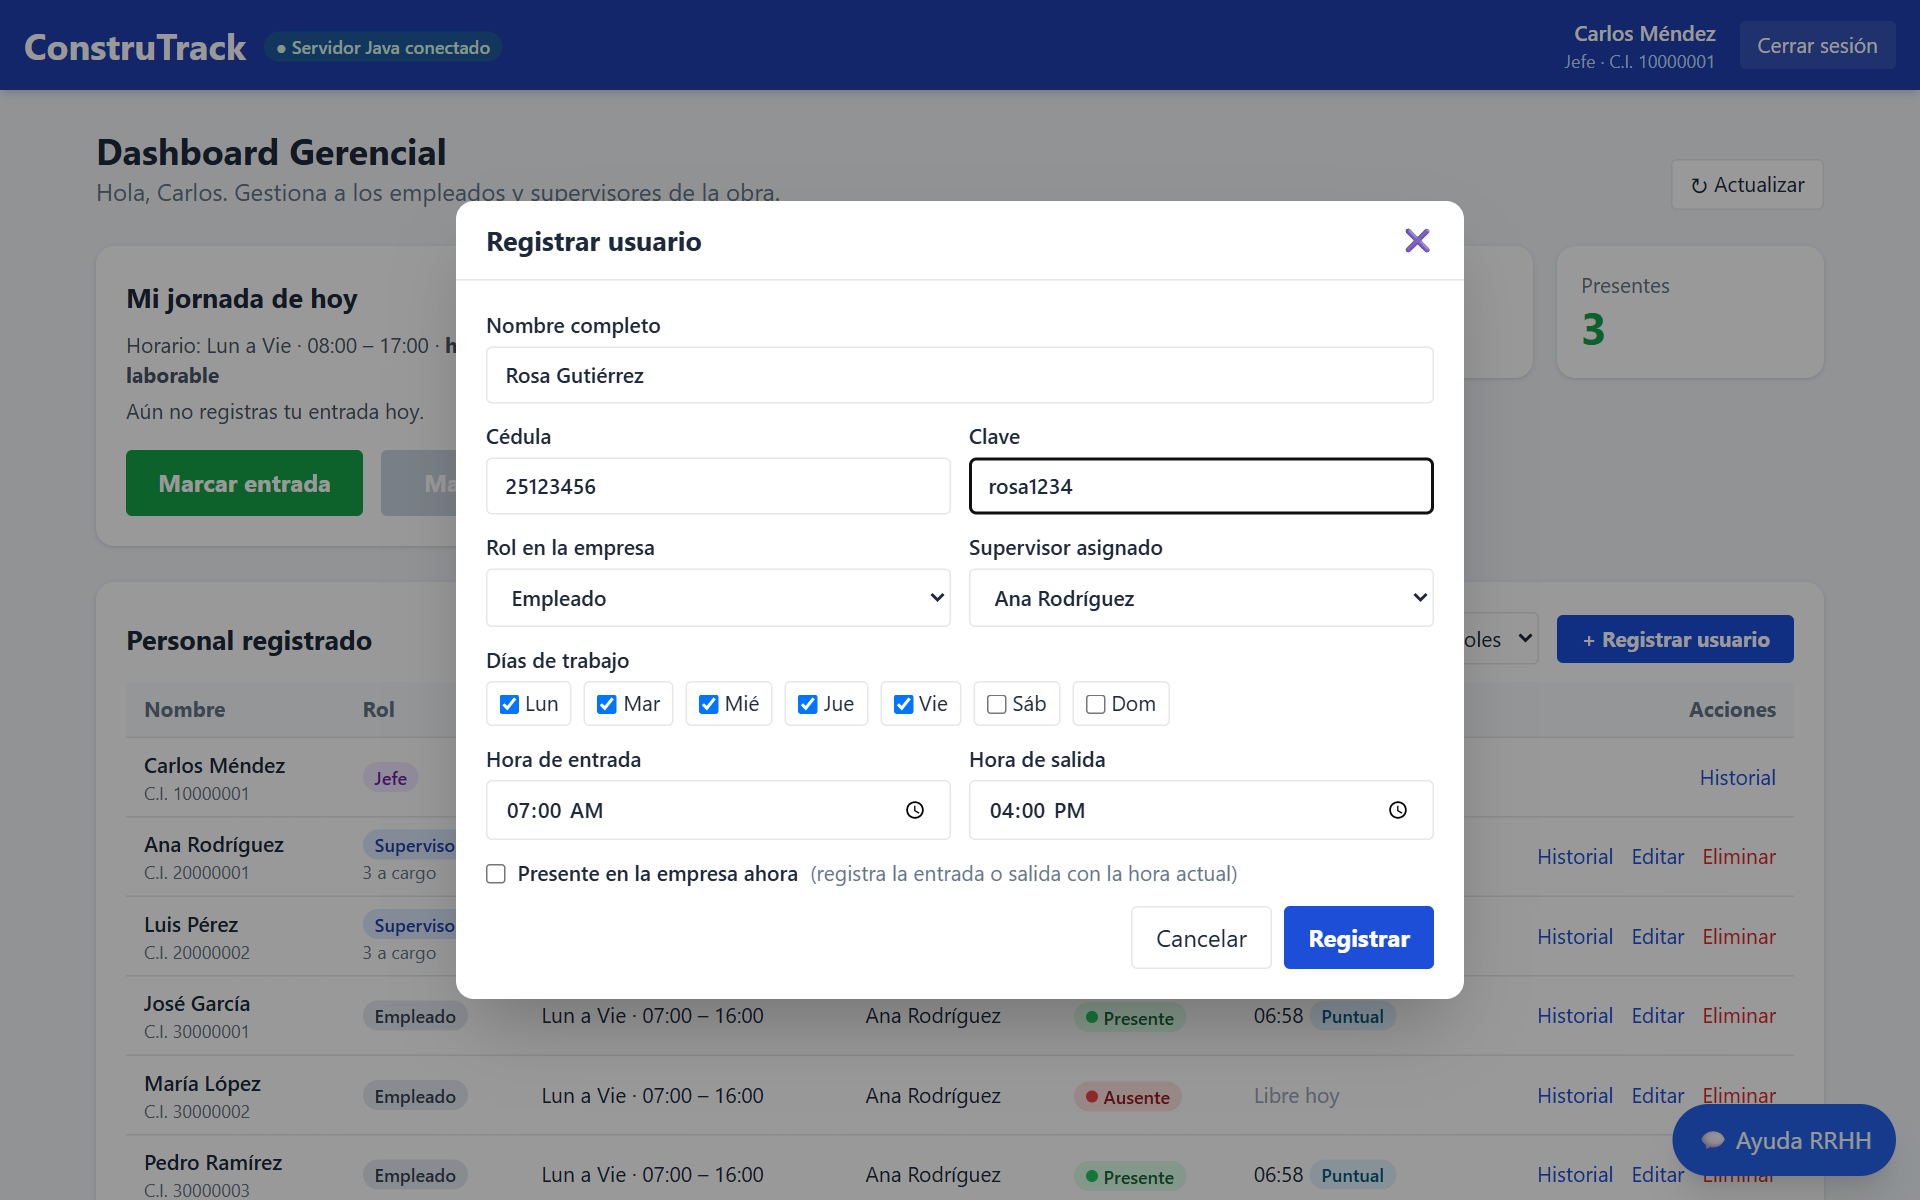 ConstruTrack
● Servidor Java conectado
Carlos Méndez
Jefe · C.I. 10000001
Cerrar sesión
Dashboard Gerencial
Hola, Carlos. Gestiona a los empleados y supervisores de la obra.
↻ Actualizar
Mi jornada de hoy
Horario: Lun a Vie · 08:00 – 17:00 ·
laborable
Aún no registras tu entrada hoy.
Marcar entrada
Presentes
3
Registrar usuario
Nombre completo
Rosa Gutiérrez
Cédula
Clave
25123456
rosa1234
Rol en la empresa
Supervisor asignado
Empleado
Ana Rodríguez
Días de trabajo
Lun
Mar
Mié
Jue
Vie
Sáb
Dom
Hora de entrada
Hora de salida
07:00 AM
04:00 PM
Presente en la empresa ahora (registra la entrada o salida con la hora actual)
Cancelar
Registrar
Personal registrado
+ Registrar usuario
Nombre
Rol
Acciones
Carlos Méndez
C.I. 10000001
Jefe
Historial
Ana Rodríguez
C.I. 20000001
Superviso
3 a cargo
Historial Editar Eliminar
Luis Pérez
C.I. 20000002
Superviso
3 a cargo
Historial Editar Eliminar
José García
C.I. 30000001
Empleado
Lun a Vie · 07:00 – 16:00
Ana Rodríguez
Presente
06:58 Puntual
Historial Editar Eliminar
María López
C.I. 30000002
Empleado
Lun a Vie · 07:00 – 16:00
Ana Rodríguez
Ausente
Libre hoy
Historial Editar Eliminar
Pedro Ramírez
C.I. 30000003
Empleado
Lun a Vie · 07:00 – 16:00
Ana Rodríguez
Presente
06:58 Puntual
Historial Editar Eliminar
Ayuda RRHH